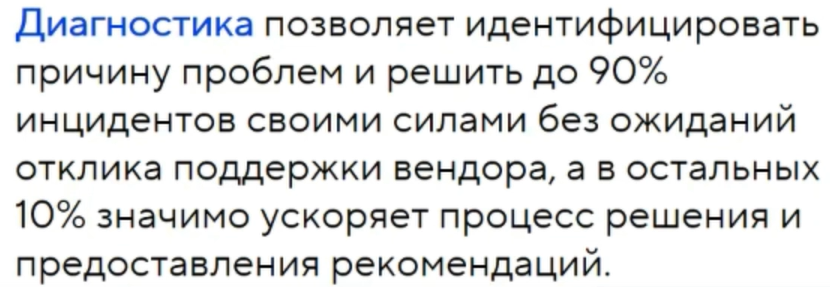 Диагностика позволяет идентифицировать
причину проблем и решить до 90%
инцидентов своими силами без ожиданий
отклика поддержки вендора, а в остальных
10% значимо ускоряет процесс решения и
предоставления рекомендаций.